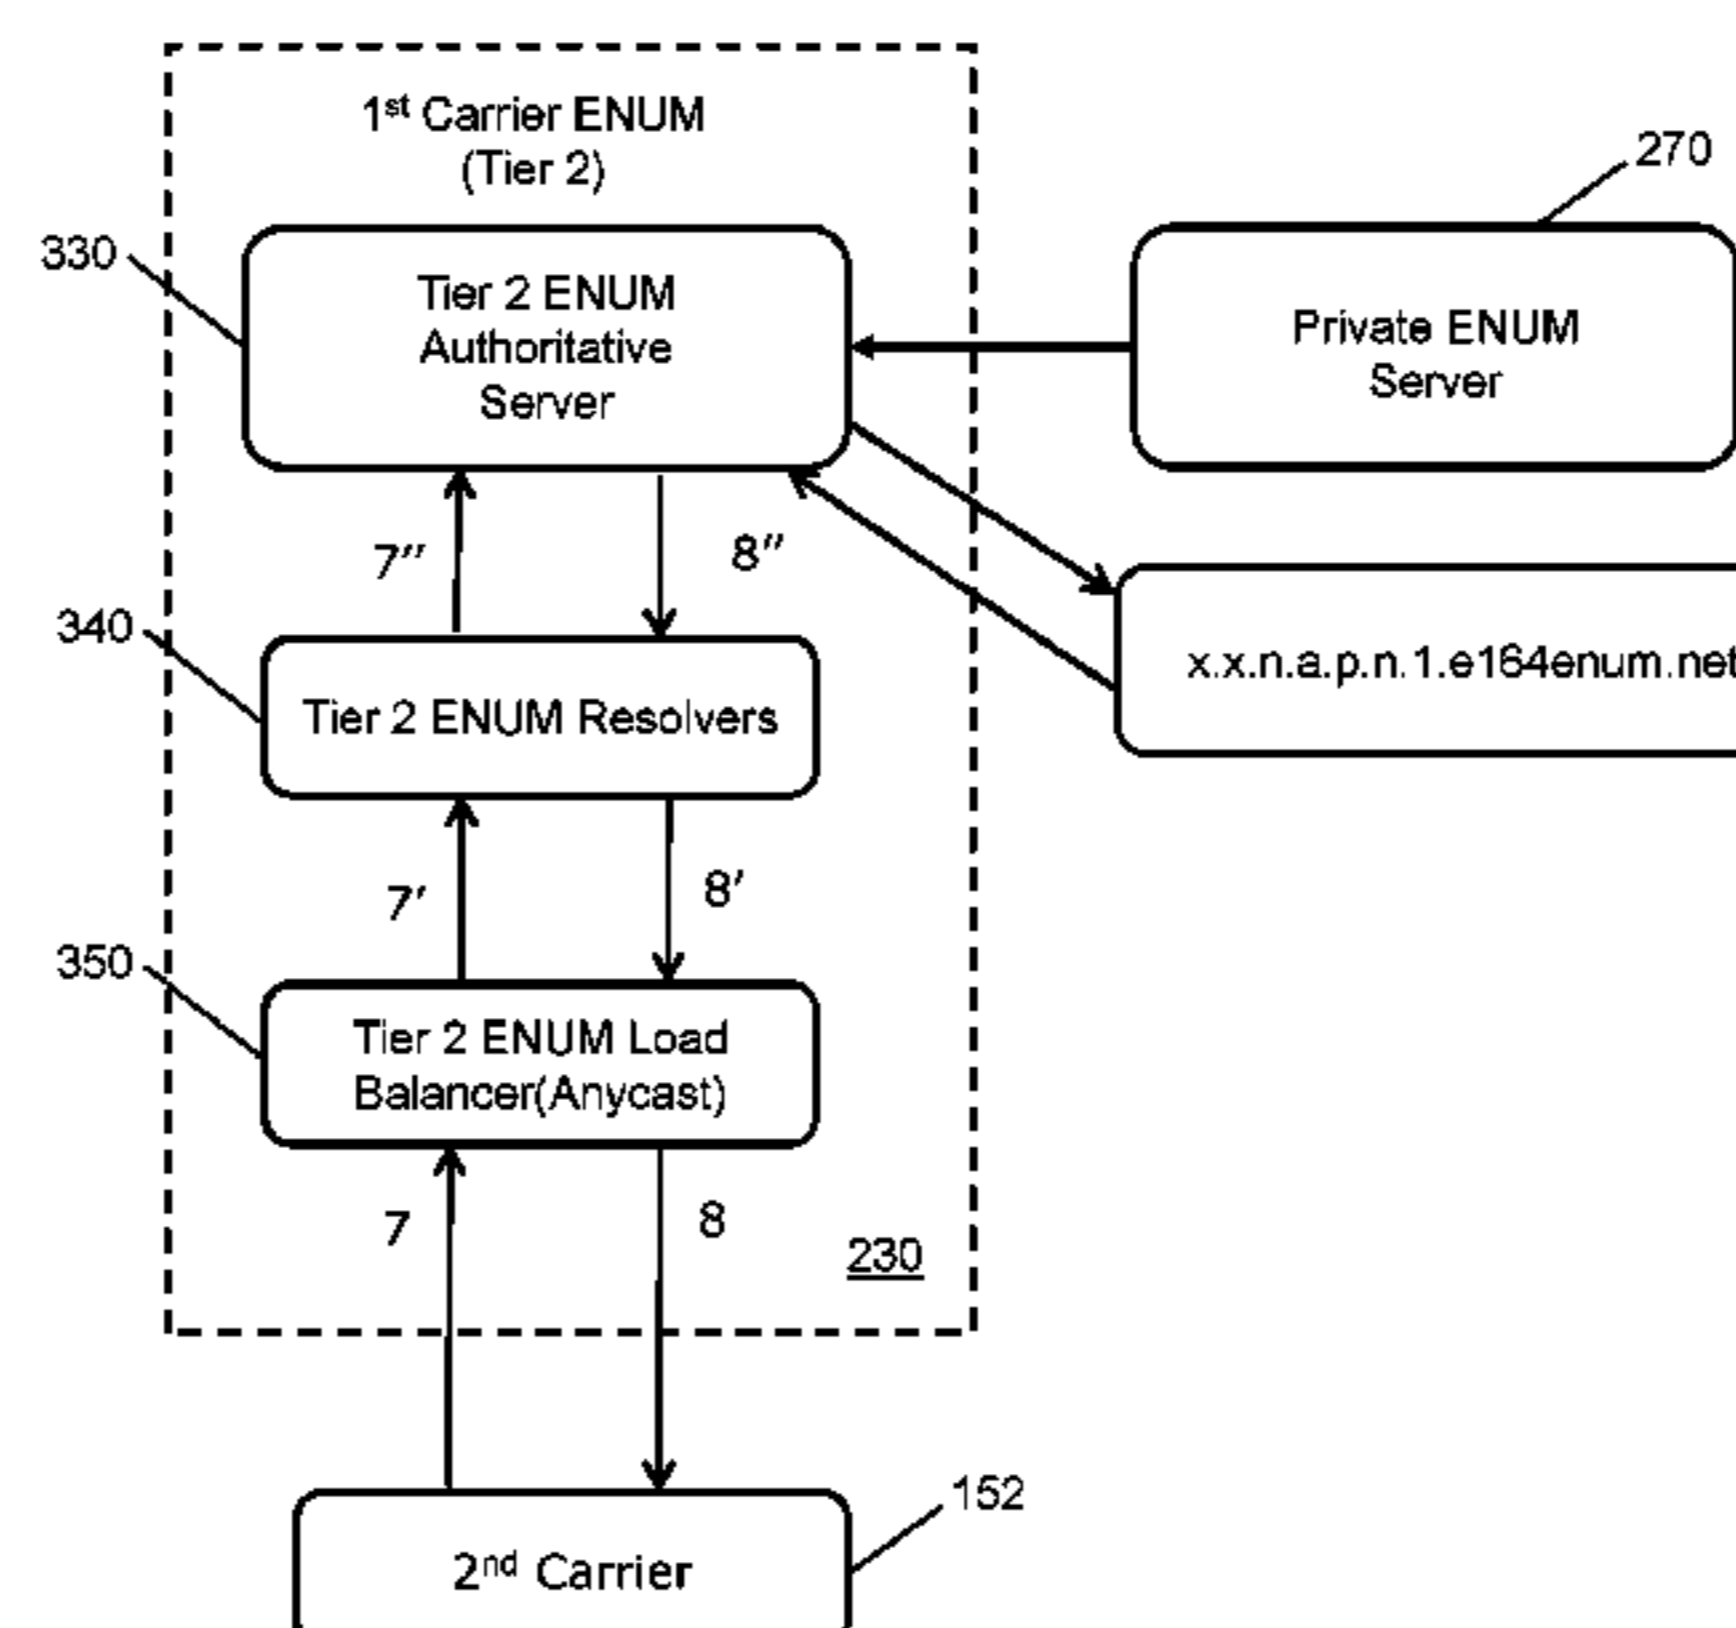 1st Carrier ENUM
(Tier 2)
270
330
Tier 2 ENUM
Authoritative
Server
Private ENUM
Server
7''
8''
340
Tier 2 ENUM Resolvers
x.x.n.a.p.n.1.e164enum.net
7'
8'
350
Tier 2 ENUM Load
Balancer(Anycast)
7
8
230
152
2nd Carrier